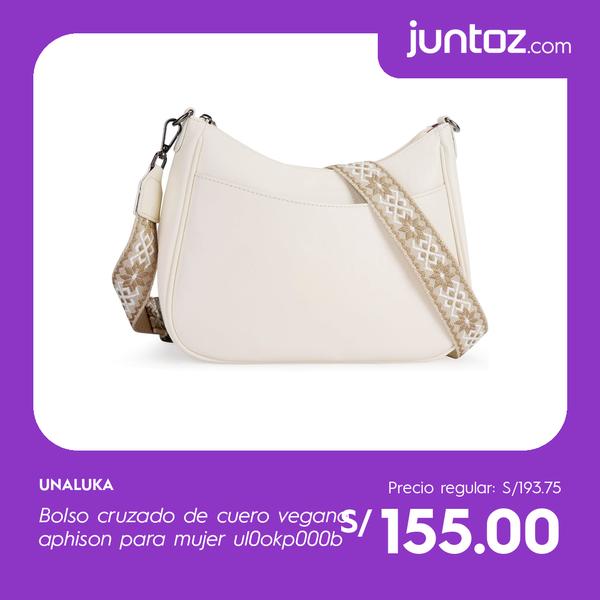 juntoz.com
UNALUKA
Bolso cruzado de cuero vegano
aphison para mujer ul0okp000b
Precio regular: S/193.75
S/ 155.00